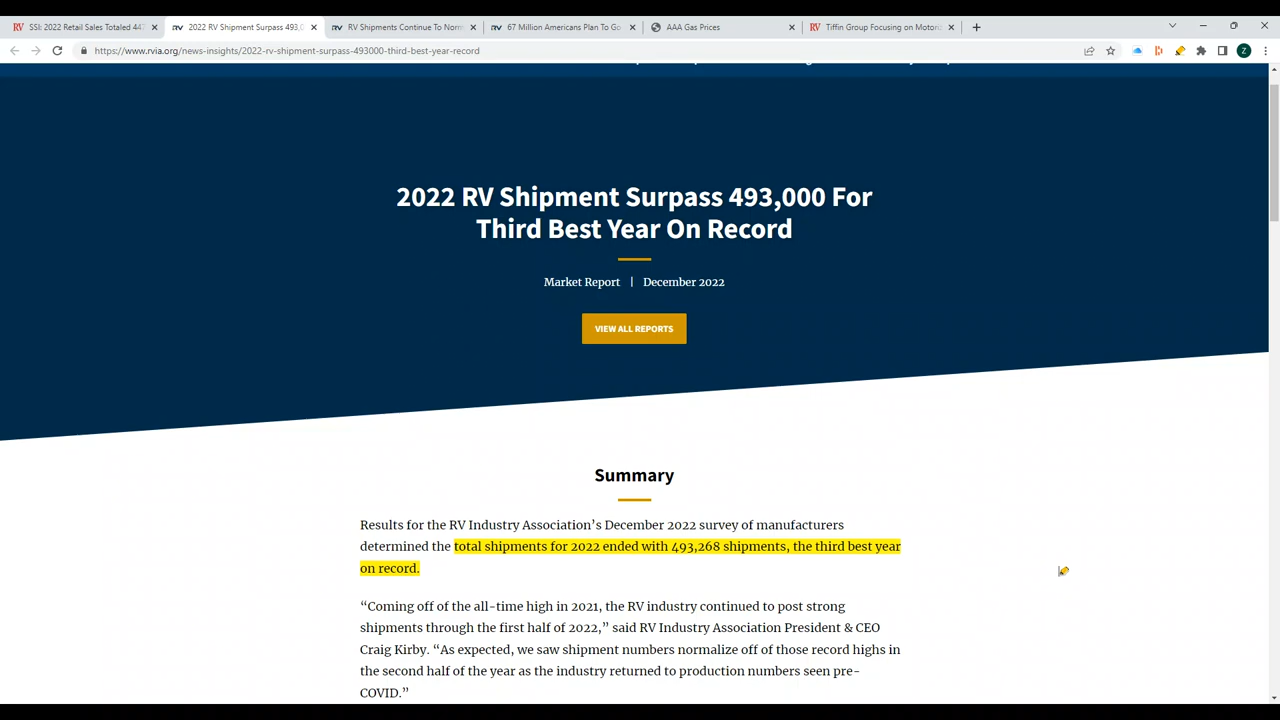 SSI: 2022 Retail Sales Totaled 44
2022 RV Shipment Surpass 493,0
RV Shipments Continue To Norm
67 Million Americans Plan To Go
AAA Gas Prices
Tiffin Group Focusing on Motori
https://www.rvia.org/news-insights/2022-rv-shipment-surpass-493000-third-best-year-record
Z
2022 RV Shipment Surpass 493,000 For
Third Best Year On Record
Market Report | December 2022
VIEW ALL REPORTS
Summary
Results for the RV Industry Association’s December 2022 survey of manufacturers
determined the total shipments for 2022 ended with 493,268 shipments, the third best year
on record.
“Coming off of the all-time high in 2021, the RV industry continued to post strong
shipments through the first half of 2022,” said RV Industry Association President & CEO
Craig Kirby. “As expected, we saw shipment numbers normalize off of those record highs in
the second half of the year as the industry returned to production numbers seen pre-
COVID.”